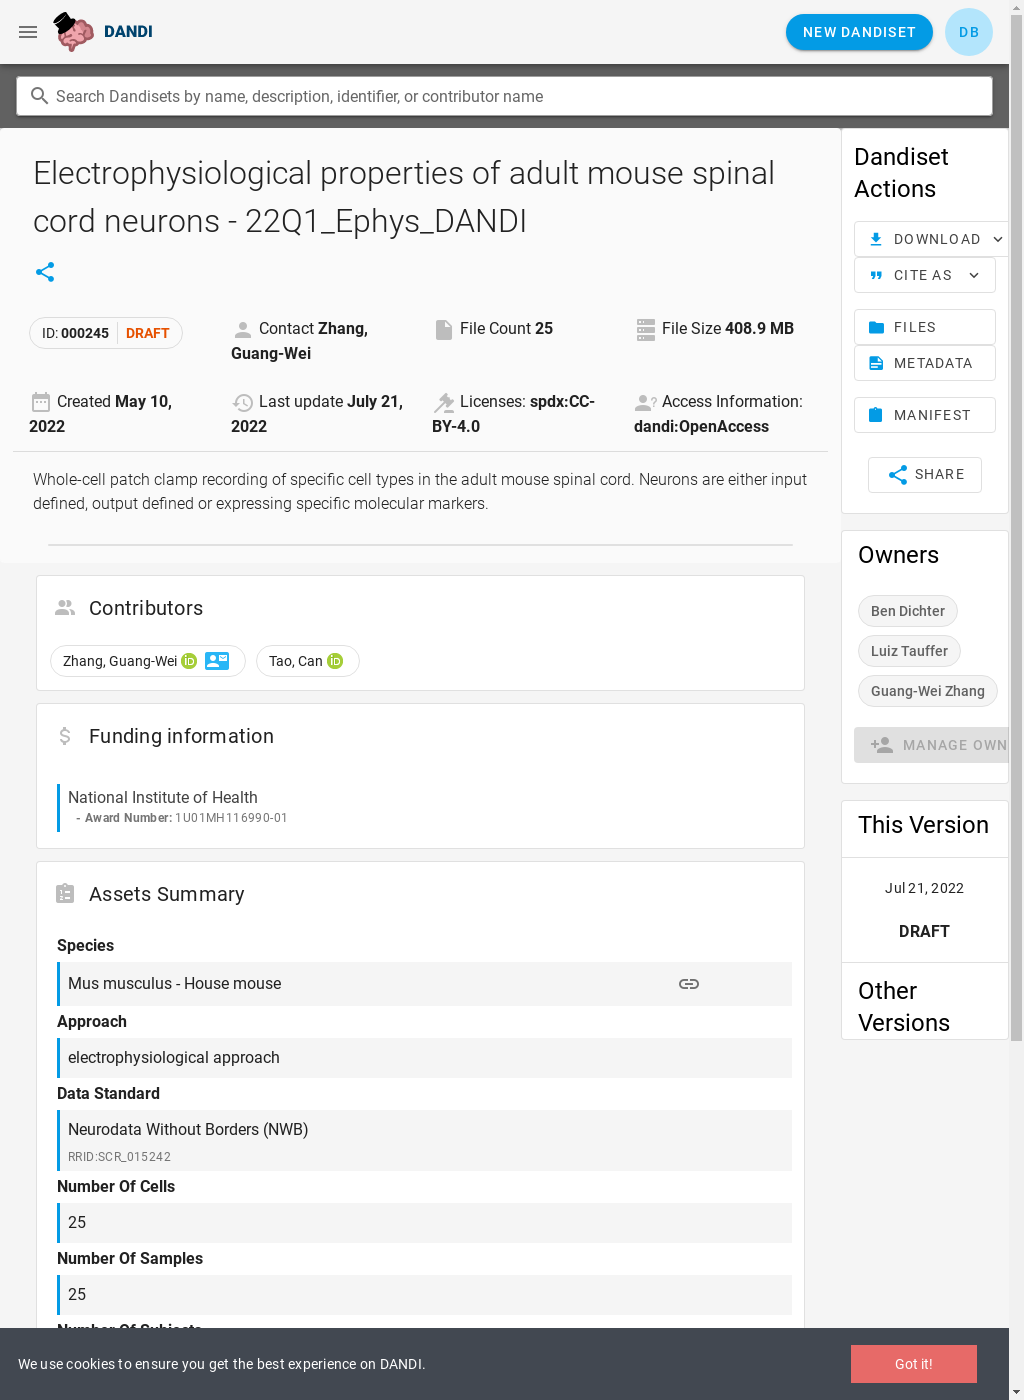 DANDI
NEW DANDISET
DB
Search Dandisets by name, description, identifier, or contributor name
Electrophysiological properties of adult mouse spinal
cord neurons - 22Q1_Ephys_DANDI
ID: 000245 DRAFT
Contact Zhang,
Guang-Wei
File Count 25
File Size 408.9 MB
Created May 10,
2022
Last update July 21,
2022
Licenses: spdx:CC-
BY-4.0
Access Information:
dandi:OpenAccess
Whole-cell patch clamp recording of specific cell types in the adult mouse spinal cord. Neurons are either input
defined, output defined or expressing specific molecular markers.
Contributors
Zhang, Guang-Wei iD
Tao, Can iD
Funding information
National Institute of Health
- Award Number: 1U01MH116990-01
Assets Summary
Species
Mus musculus - House mouse
Approach
electrophysiological approach
Data Standard
Neurodata Without Borders (NWB)
RRID:SCR_015242
Number Of Cells
25
Number Of Samples
25
Number Of Subjects
Dandiset
Actions
DOWNLOAD
CITE AS
FILES
METADATA
MANIFEST
SHARE
Owners
Ben Dichter
Luiz Tauffer
Guang-Wei Zhang
MANAGE OWN
This Version
Jul 21, 2022
DRAFT
Other
Versions
We use cookies to ensure you get the best experience on DANDI.
Got it!